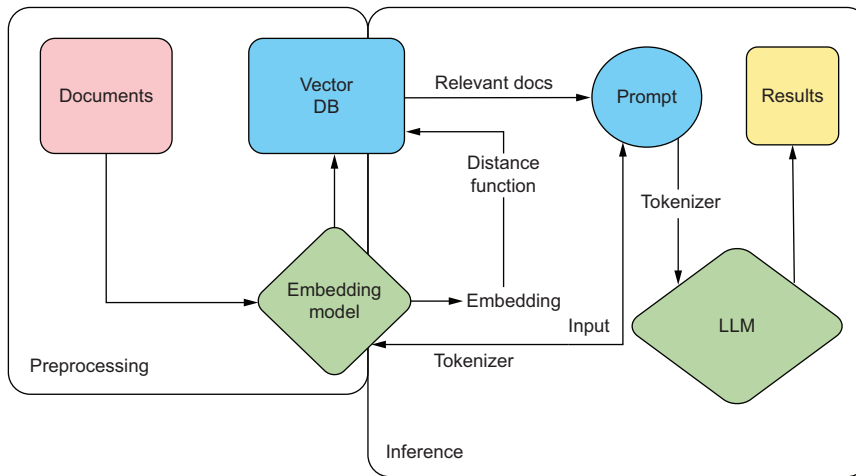 Documents
Vector
DB
Relevant docs
Prompt
Results
Distance
function
Tokenizer
Embedding
model
Embedding
Input
LLM
Tokenizer
Preprocessing
Inference